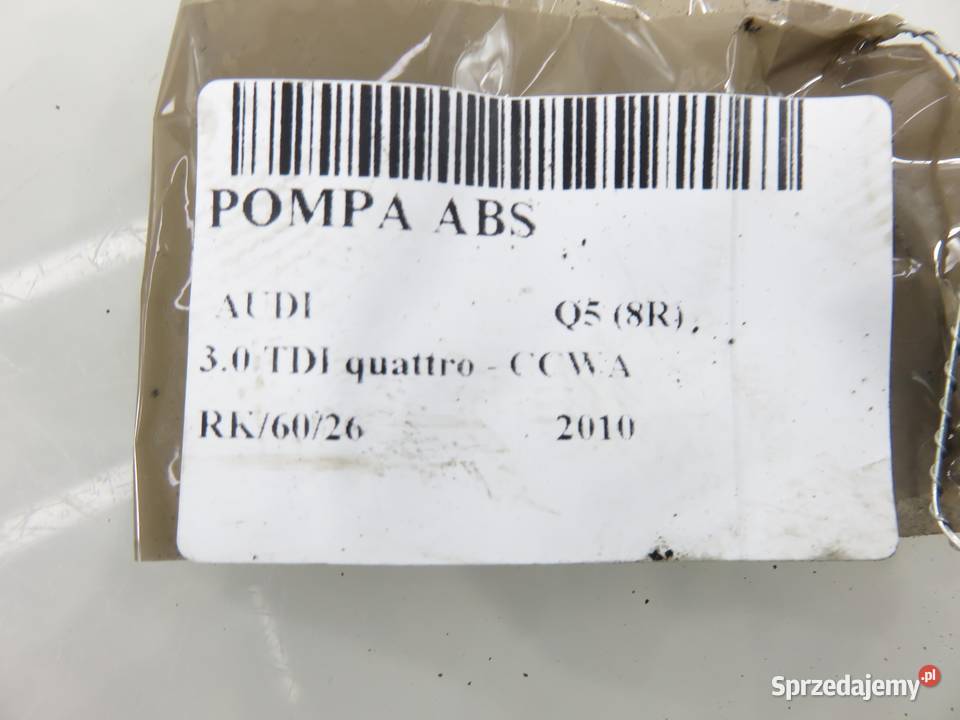 POMPA ABS
AUDI Q5 (8R),
3.0 TDI quattro - CCWA
RK/60/26 2010
Sprzedajemy.pl